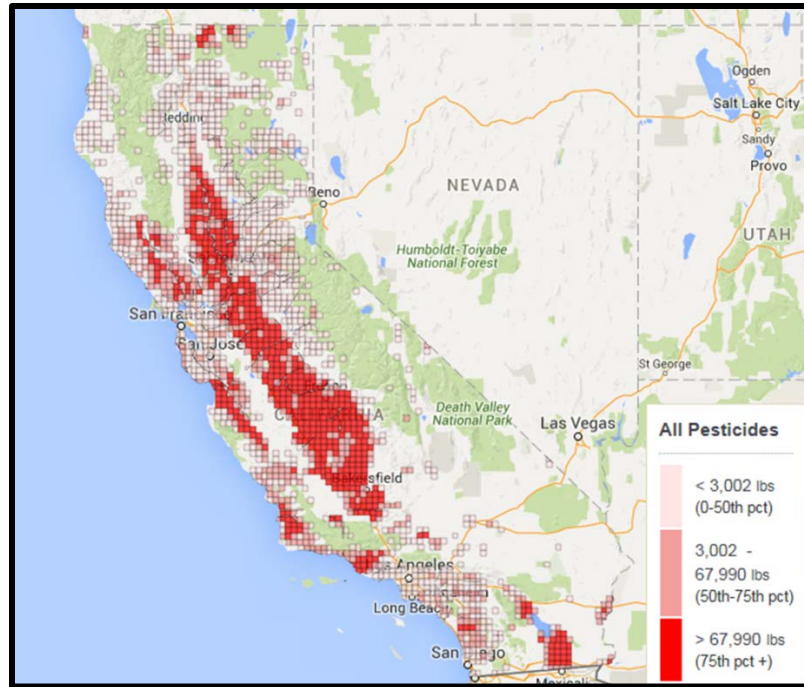 Ogden
Salt Lake City
Sandy
Provo
Redding
Reno
NEVADA
UTAH
Humboldt-Toiyabe
National Forest
San Francisco
San Jose
St George
Death Valley
National Park
Las Vegas
Bakersfield
Los Angeles
Long Beach
San Diego
Mexicali
All Pesticides
< 3,002 lbs
(0-50th pct)
3,002 -
67,990 lbs
(50th-75th pct)
> 67,990 lbs
(75th pct +)